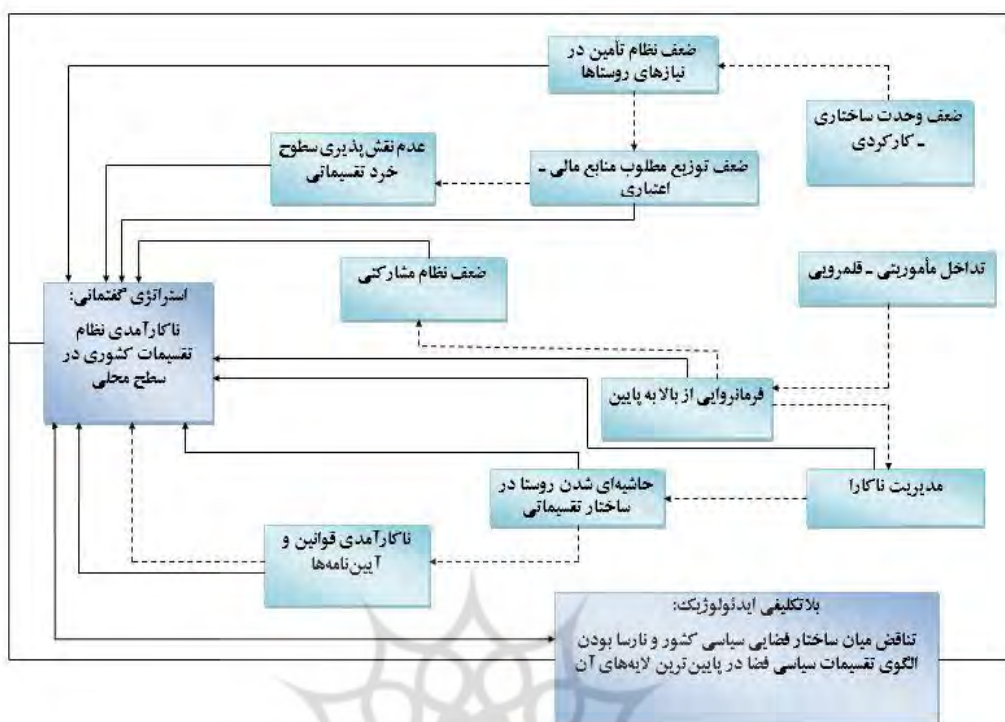 ضعف نظام تأمین در
نیازهای روستاها
ضعف وحدت ساختاری
ـ کارکردی
عدم نقش‌پذیری سطوح
خرد تقسیماتی
ضعف توزیع مطلوب منابع مالی ـ
اعتباری
ضعف نظام مشارکتی
تداخل مأموریتی ـ قلمرویی
استراتژی گفتمانی:
ناکارآمدی نظام
تقسیمات کشوری در
سطح محلی
فرمانروایی از بالا به پایین
حاشیه‌ای شدن روستا در
ساختار تقسیماتی
مدیریت ناکارا
ناکارآمدی قوانین و
آیین‌نامه‌ها
بلاتکلیفی ایدئولوژیک:
تناقض میان ساختار فضایی سیاسی کشور و نارسا بودن
الگوی تقسیمات سیاسی فضا در پایین‌ترین لایه‌های آن